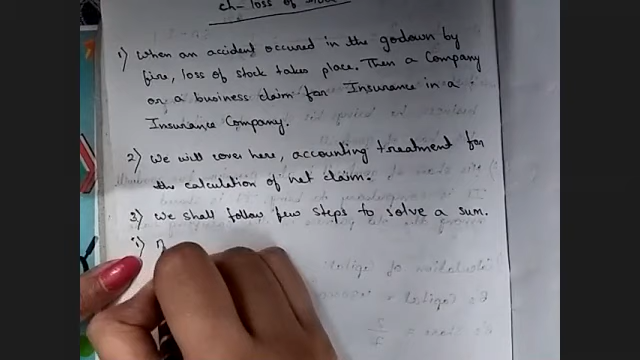 ch- loss of stock
1) When an accident occured in the godown by
fire, loss of stock takes place. Then a Company
or a business claim for Insurance in a
Insurance Company.
2) We will cover here, accounting treatment for
the calculation of net claim.
3) We shall follow few steps to solve a sum.
i)